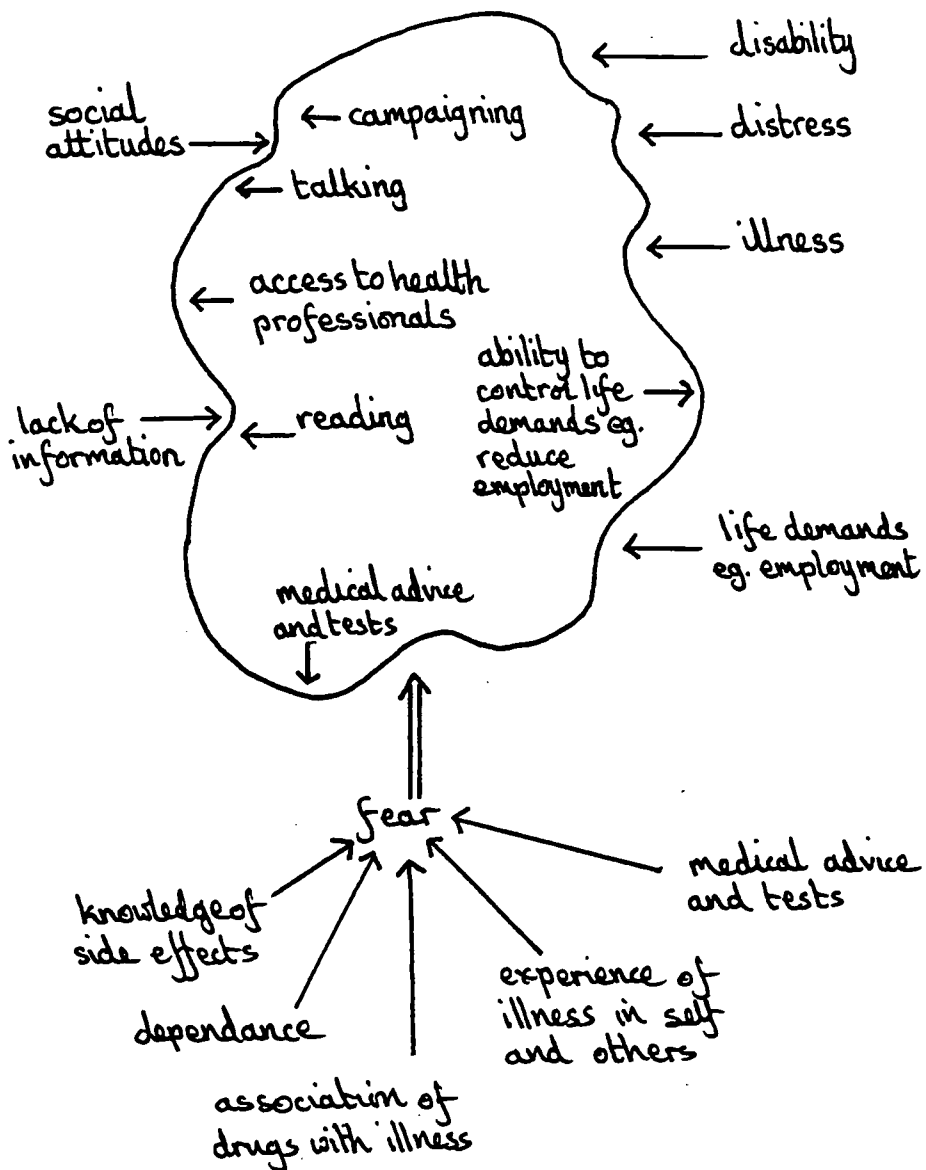 disability
social
attitudes
campaigning
distress
talking
illness
access to health
professionals
ability to
control life
demands eg.
reduce
employment
lack of
information
reading
life demands
eg. employment
medical advice
and tests
fear
medical advice
and tests
knowledge of
side effects
experience of
illness in self
and others
dependance
association of
drugs with illness